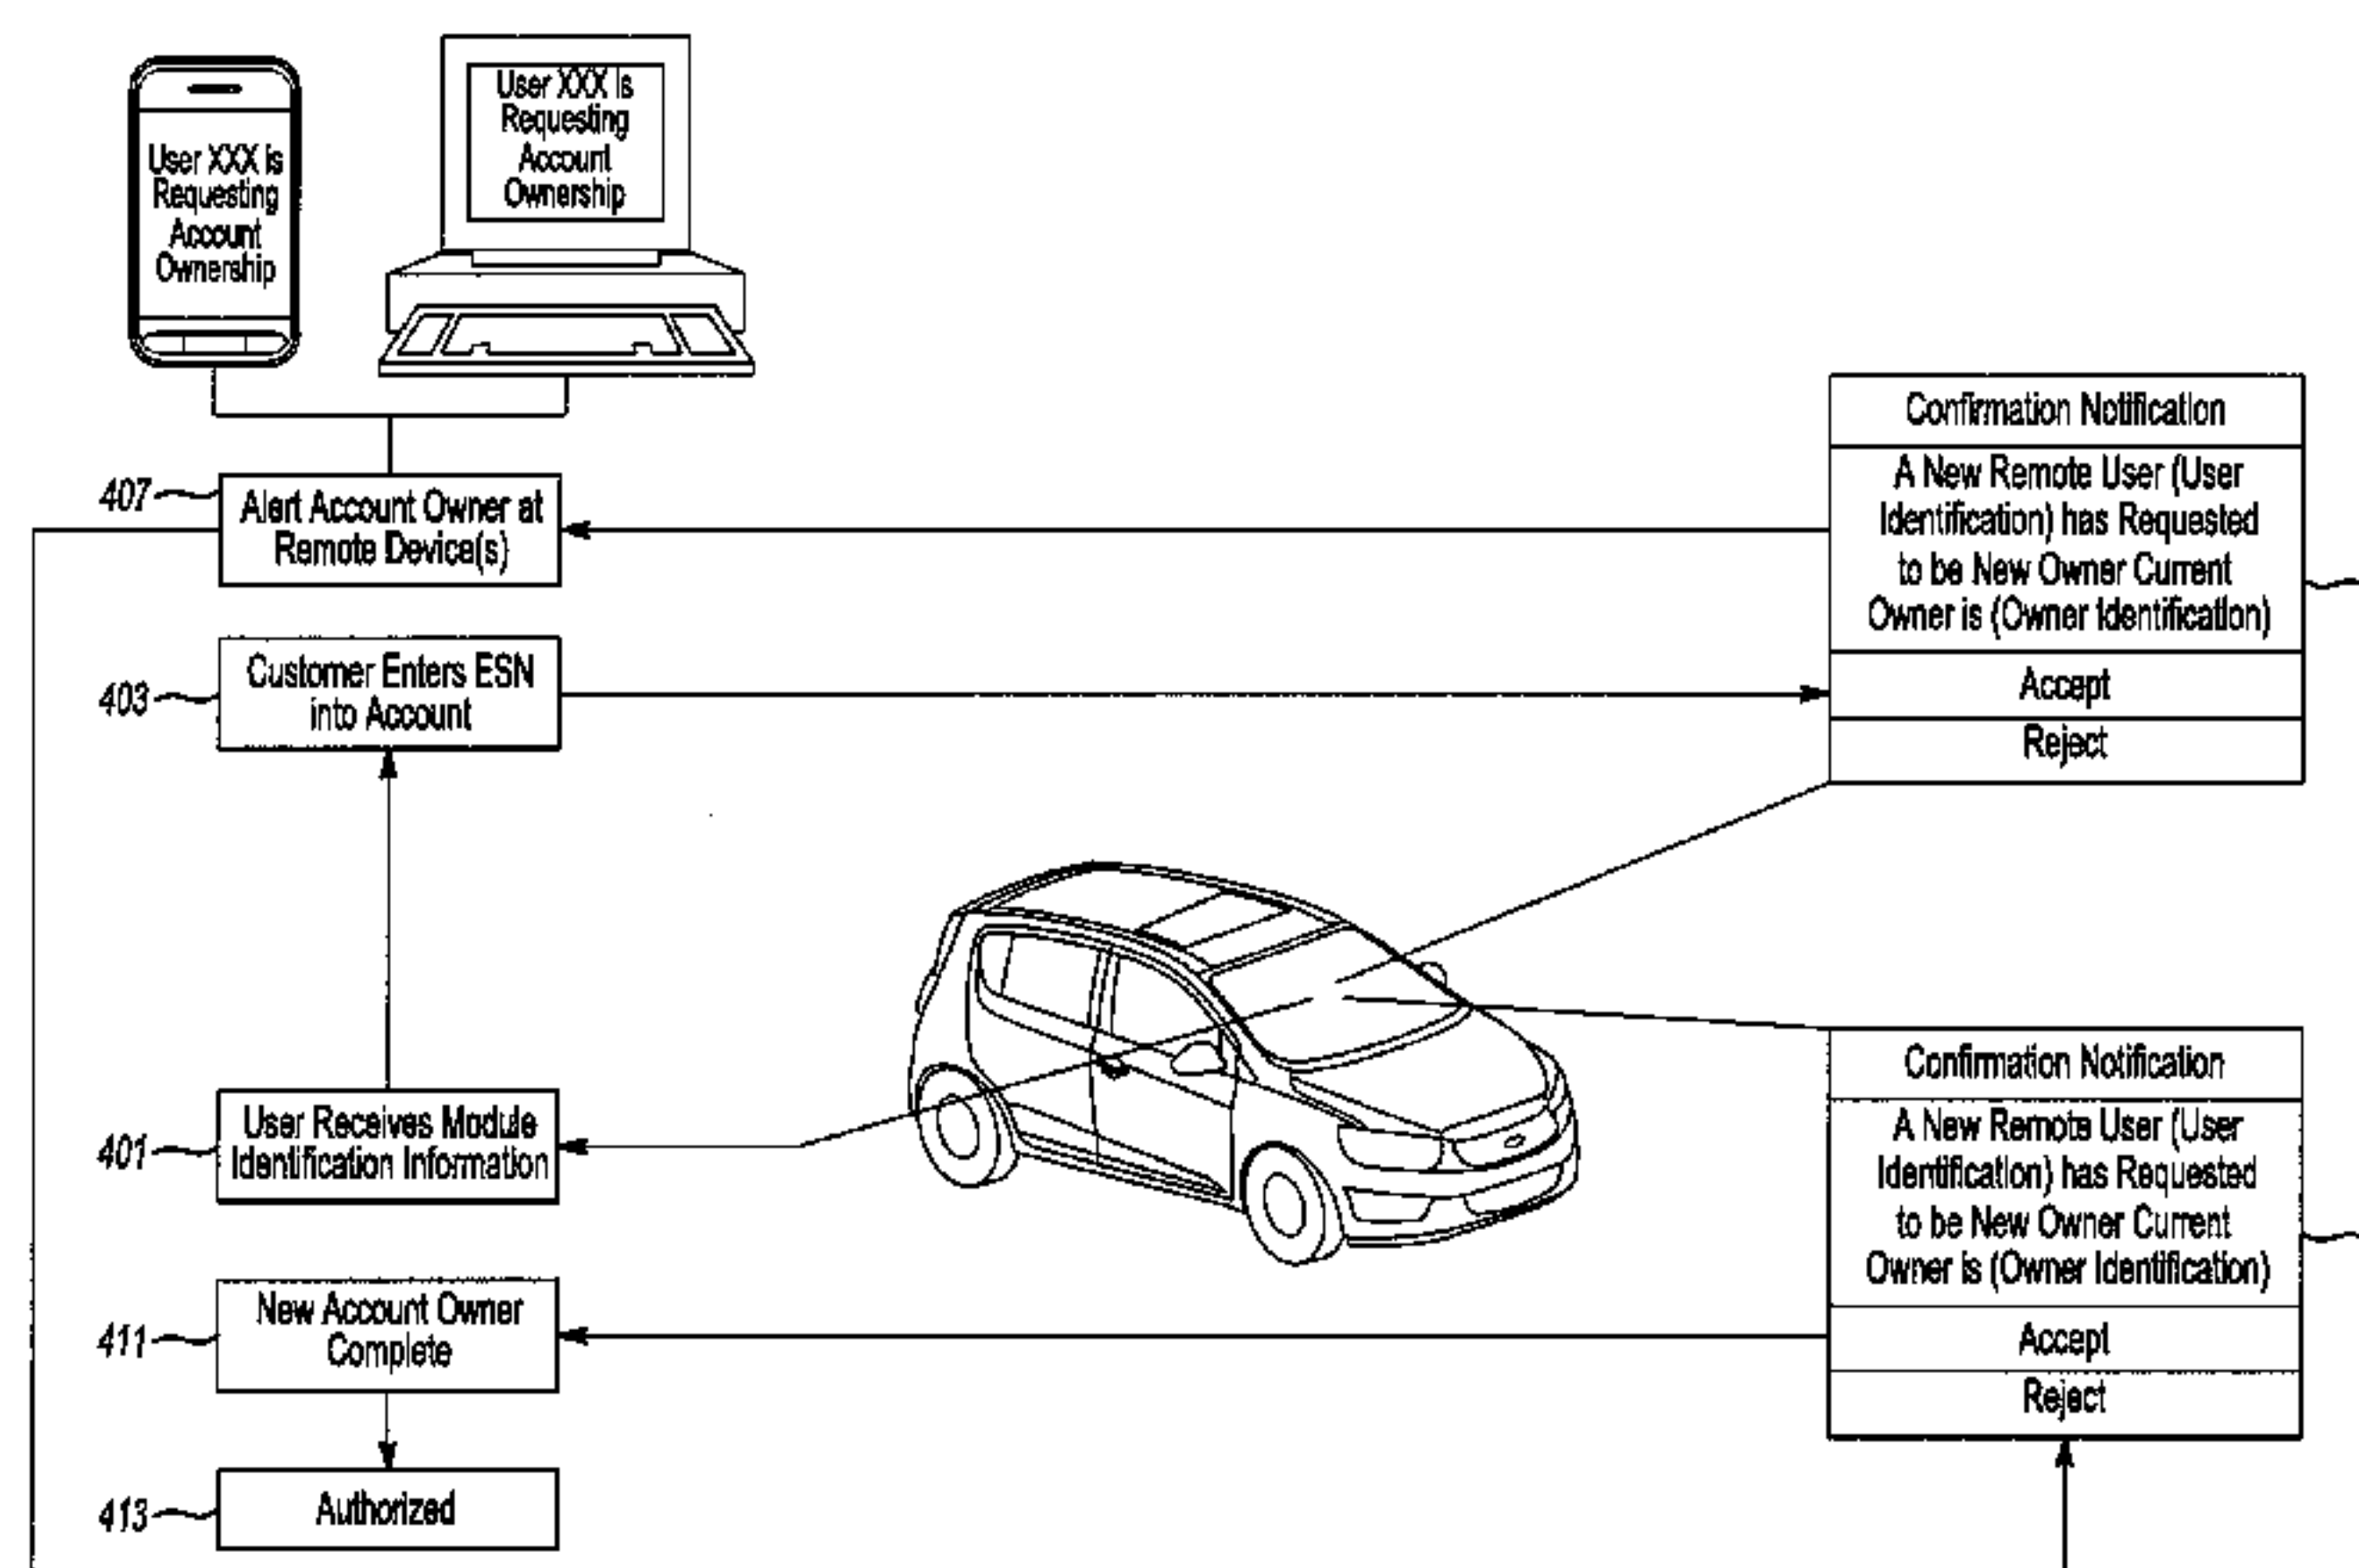 User XXX is
Requesting
Account
Ownership
User XXX is
Requesting
Account
Ownership
Confirmation Notification
A New Remote User (User
Identification) has Requested
to be New Owner Current
Owner is (Owner Identification)
Accept
Reject
407
Alert Account Owner at
Remote Device(s)
403
Customer Enters ESN
into Account
401
User Receives Module
Identification Information
Confirmation Notification
A New Remote User (User
Identification) has Requested
to be New Owner Current
Owner is (Owner Identification)
Accept
Reject
411
New Account Owner
Complete
413
Authorized